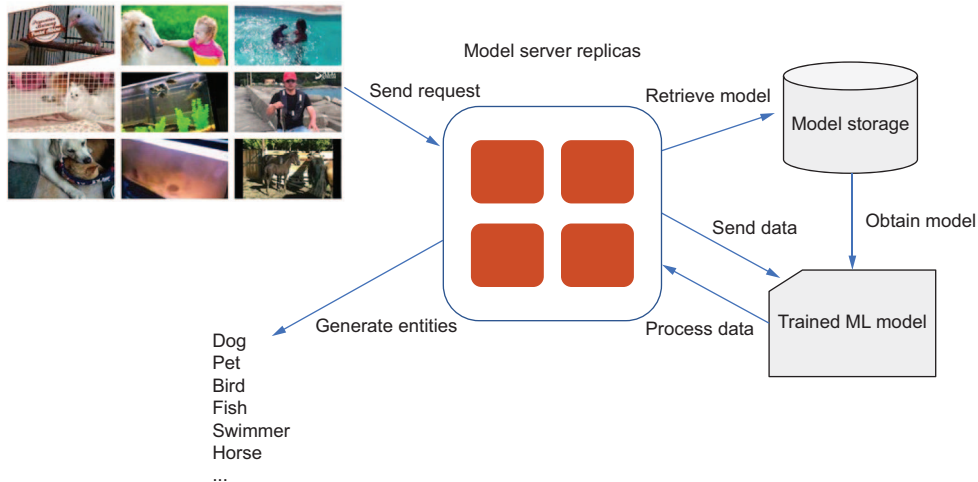 Model server replicas
Send request
Retrieve model
Model storage
Send data
Obtain model
Generate entities
Process data
Trained ML model
Dog
Pet
Bird
Fish
Swimmer
Horse
...